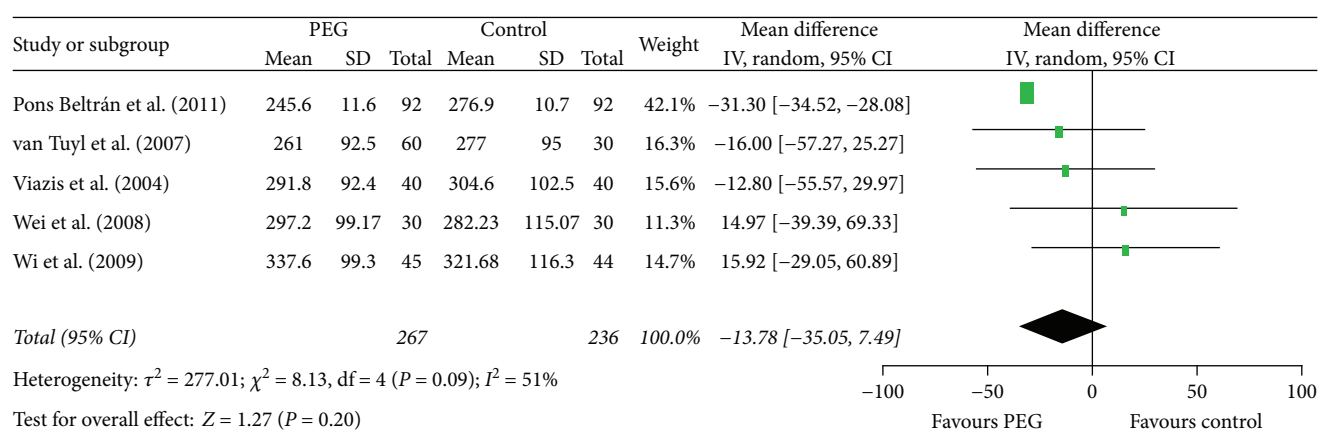 PEG Control Mean difference Mean difference
Study or subgroup Weight
Mean SD Total Mean SD Total IV, random, 95% CI IV, random, 95% CI
Pons Beltrán et al. (2011) 245.6 11.6 92 276.9 10.7 92 42.1% −31.30 [−34.52, −28.08]
van Tuyl et al. (2007) 261 92.5 60 277 95 30 16.3% −16.00 [−57.27, 25.27]
Viazis et al. (2004) 291.8 92.4 40 304.6 102.5 40 15.6% −12.80 [−55.57, 29.97]
Wei et al. (2008) 297.2 99.17 30 282.23 115.07 30 11.3% 14.97 [−39.39, 69.33]
Wi et al. (2009) 337.6 99.3 45 321.68 116.3 44 14.7% 15.92 [−29.05, 60.89]
Total (95% CI) 267 236 100.0% −13.78 [−35.05, 7.49]
Heterogeneity: τ² = 277.01; χ² = 8.13, df = 4 (P = 0.09); I² = 51%
−100 −50 0 50 100
Test for overall effect: Z = 1.27 (P = 0.20)
Favours PEG Favours control